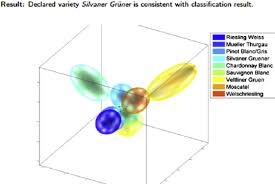 Result: Declared variety Silvaner Grüner is consistent with classification result.
Riesling Weiss
Mueller Thurgau
Pinot Blanc/Gris
Silvaner Gruener
Chardonnay Blanc
Sauvignon Blanc
Veltliner Gruen
Moscatel
Welschriesling